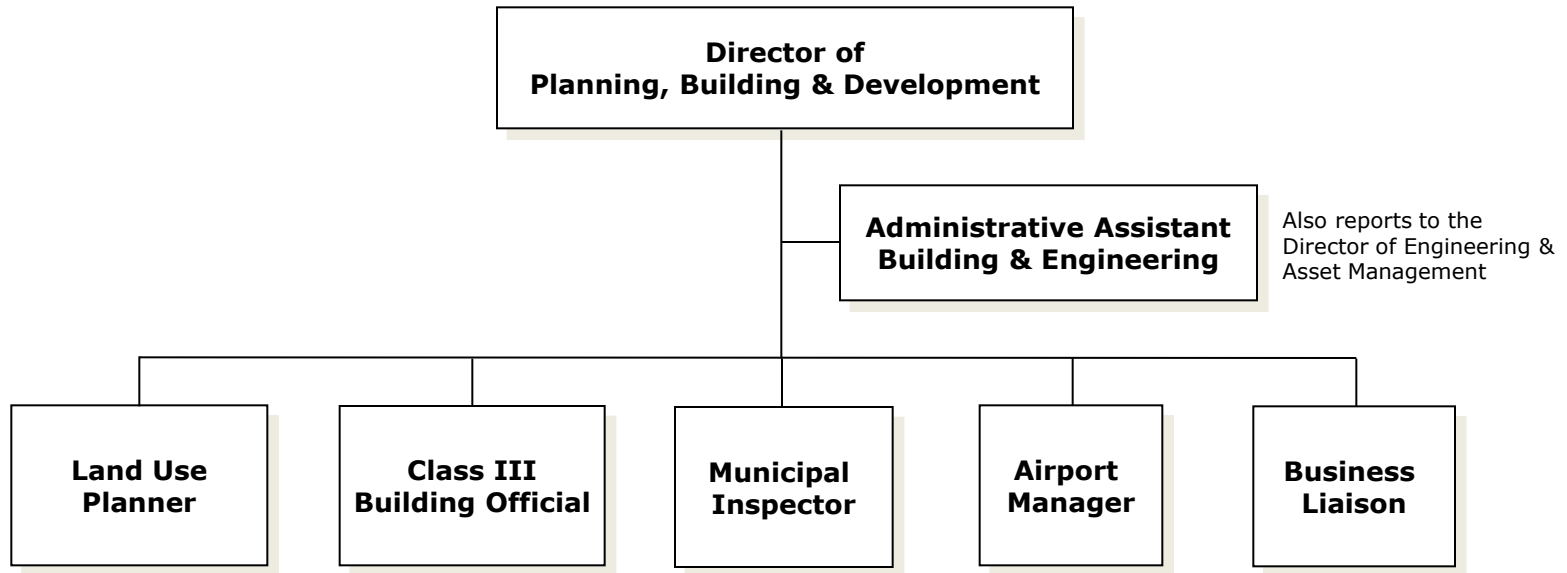 Director of
Planning, Building & Development
Administrative Assistant
Building & Engineering
Also reports to the
Director of Engineering &
Asset Management
Land Use
Planner
Class III
Building Official
Municipal
Inspector
Airport
Manager
Business
Liaison